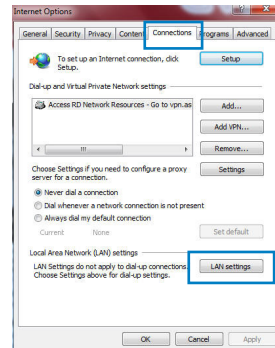 Internet Options
General Security Privacy Content Connections Programs Advanced
To set up an Internet connection, click
Setup.
Setup
Dial-up and Virtual Private Network settings
Access RD Network Resources - Go to vpn.as
Add...
Add VPN...
Remove...
Choose Settings if you need to configure a proxy
server for a connection.
Settings
Never dial a connection
Dial whenever a network connection is not present
Always dial my default connection
Current None
Set default
Local Area Network (LAN) settings
LAN Settings do not apply to dial-up connections.
Choose Settings above for dial-up settings.
LAN settings
OK Cancel Apply